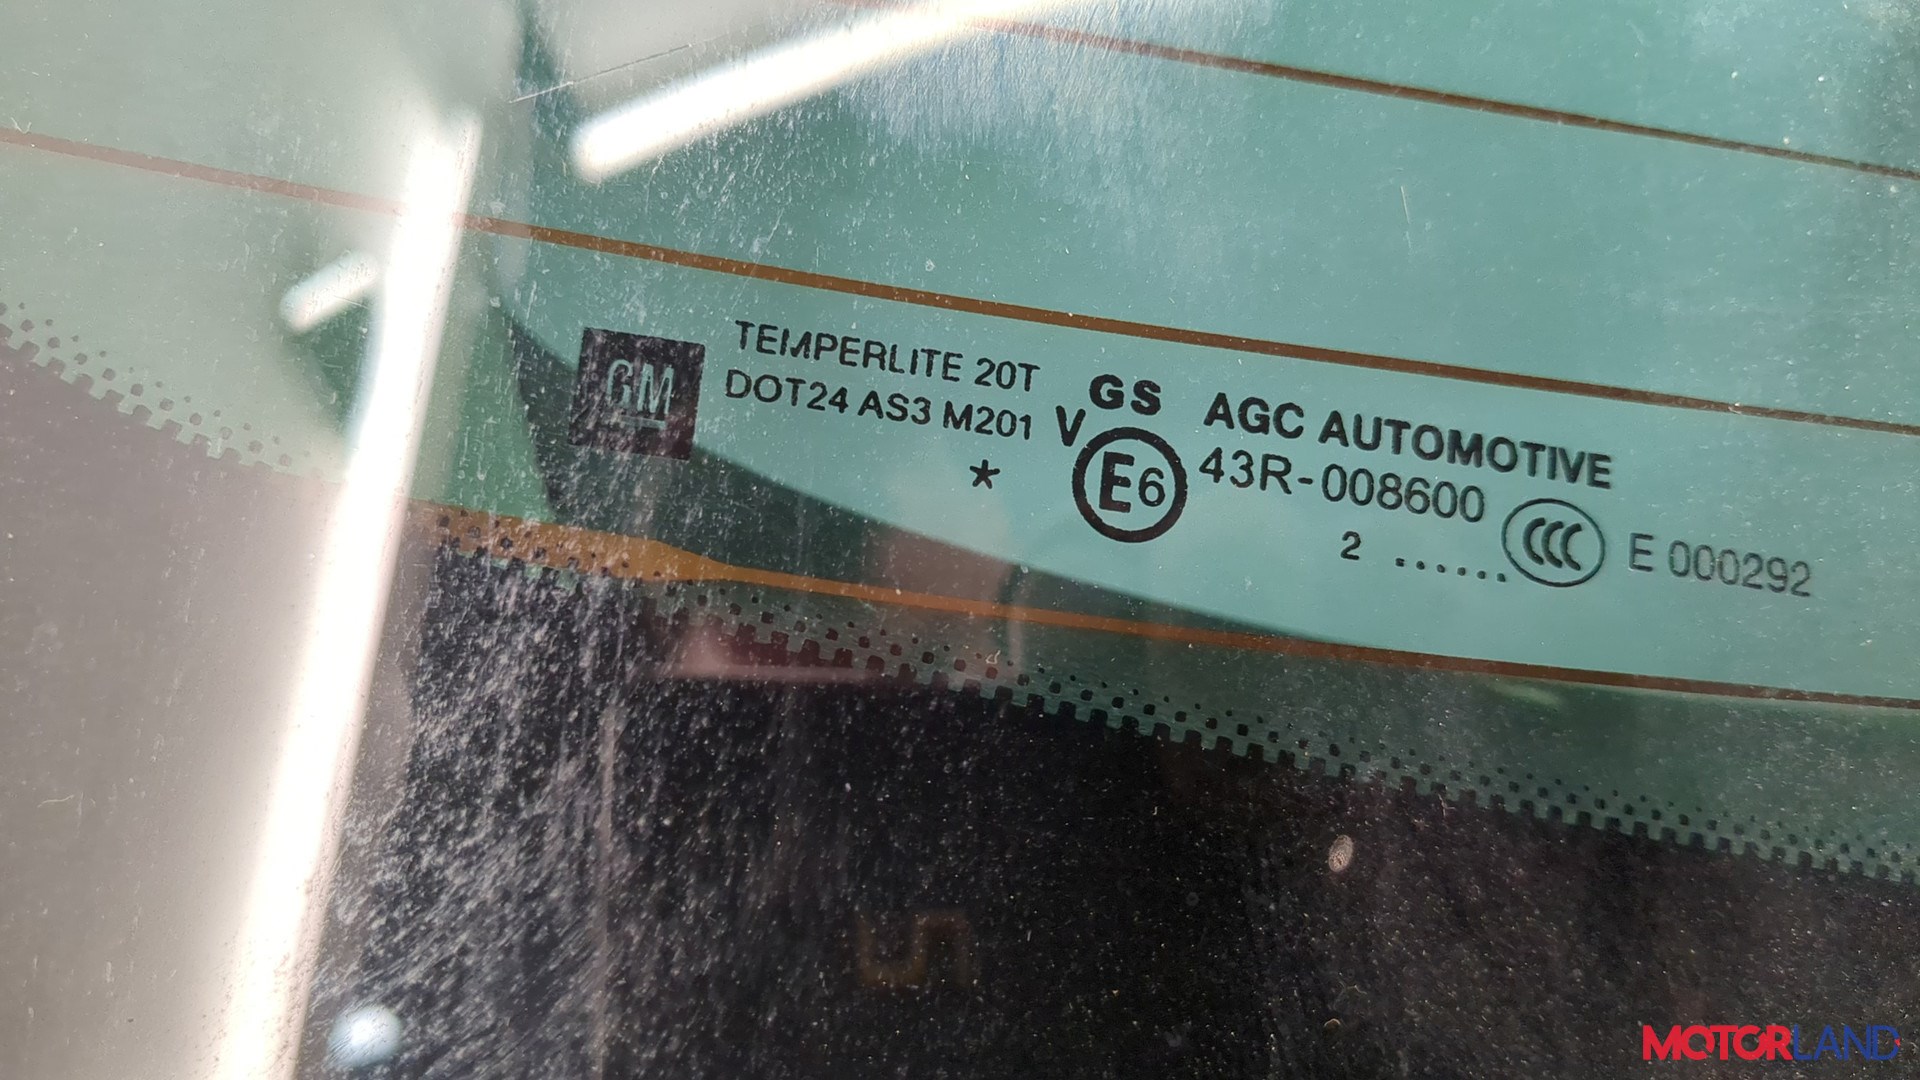 GM
TEMPERLITE 20T
DOT24 AS3 M201 V
*
GS
E6
AGC AUTOMOTIVE
43R-008600
2 ......
CCC E 000292
MOTORLAND